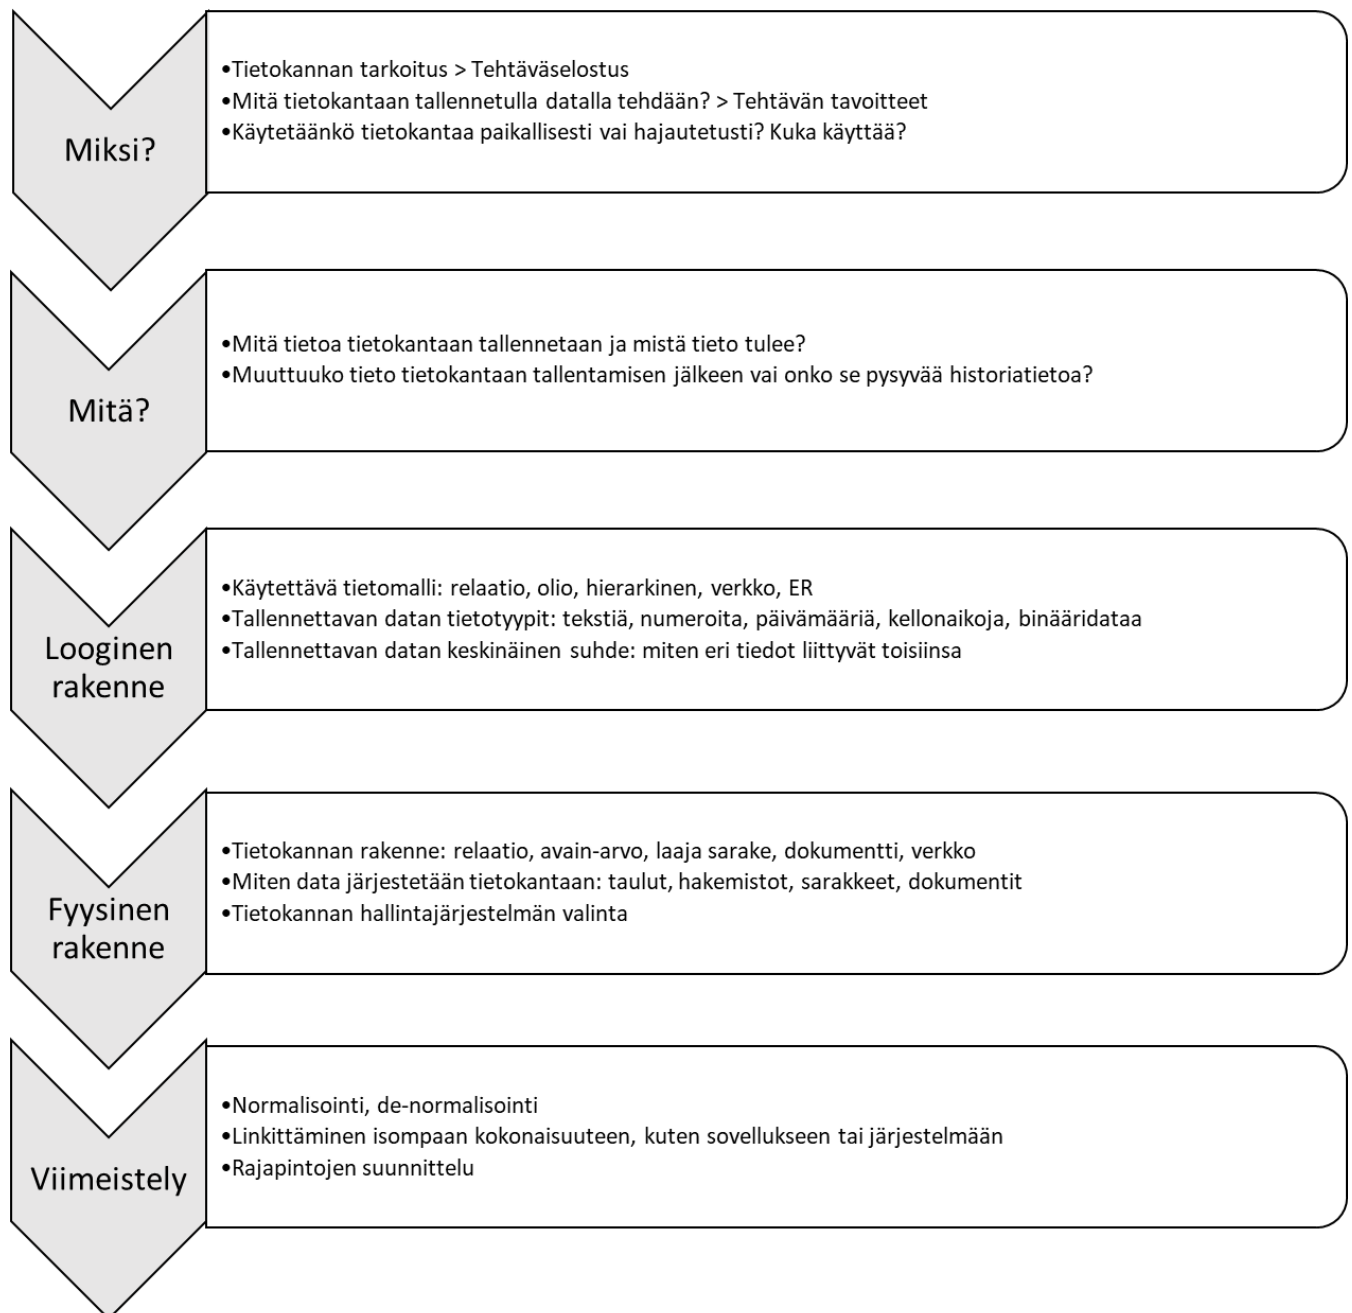 Miksi?
•Tietokannan tarkoitus > Tehtäväselostus
•Mitä tietokantaan tallennetulla datalla tehdään? > Tehtävän tavoitteet
•Käytetäänkö tietokantaa paikallisesti vai hajautetusti? Kuka käyttää?
Mitä?
•Mitä tietoa tietokantaan tallennetaan ja mistä tieto tulee?
•Muuttuuko tieto tietokantaan tallentamisen jälkeen vai onko se pysyvää historiatietoa?
Looginen
rakenne
•Käytettävä tietomalli: relaatio, olio, hierarkinen, verkko, ER
•Tallennettavan datan tietotyypit: tekstiä, numeroita, päivämääriä, kellonaikoja, binääridataa
•Tallennettavan datan keskinäinen suhde: miten eri tiedot liittyvät toisiinsa
Fyysinen
rakenne
•Tietokannan rakenne: relaatio, avain-arvo, laaja sarake, dokumentti, verkko
•Miten data järjestetään tietokantaan: taulut, hakemistot, sarakkeet, dokumentit
•Tietokannan hallintajärjestelmän valinta
Viimeistely
•Normalisointi, de-normalisointi
•Linkittäminen isompaan kokonaisuuteen, kuten sovellukseen tai järjestelmään
•Rajapintojen suunnittelu